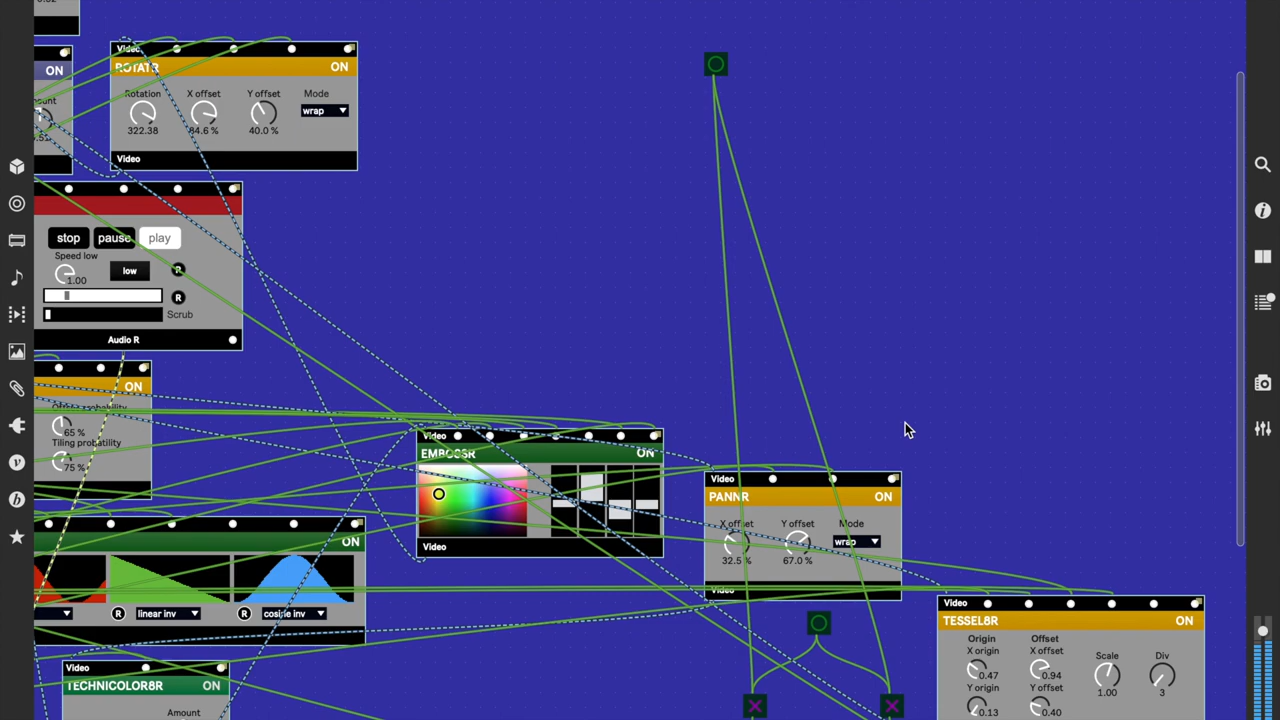 Video
ROTATR ON
Rotation X offset Y offset Mode
322.38 84.6 % 40.0 % wrap
Video
ON
stop pause play
Speed low
1.00 low R
R
Scrub
Audio R
ON
65 %
Tiling probability
75 %
Video
EMBOSSR ON
Video
Video
PANNR ON
X offset Y offset Mode
32.5 % 67.0 % wrap
Video
ON
R linear inv R cosine inv
Video
TECHNICOLOR8R ON
Amount
Video
TESSEL8R ON
Origin Offset
X origin X offset Scale Div
0.47 0.94 1.00 3
Y origin Y offset
0.13 0.40